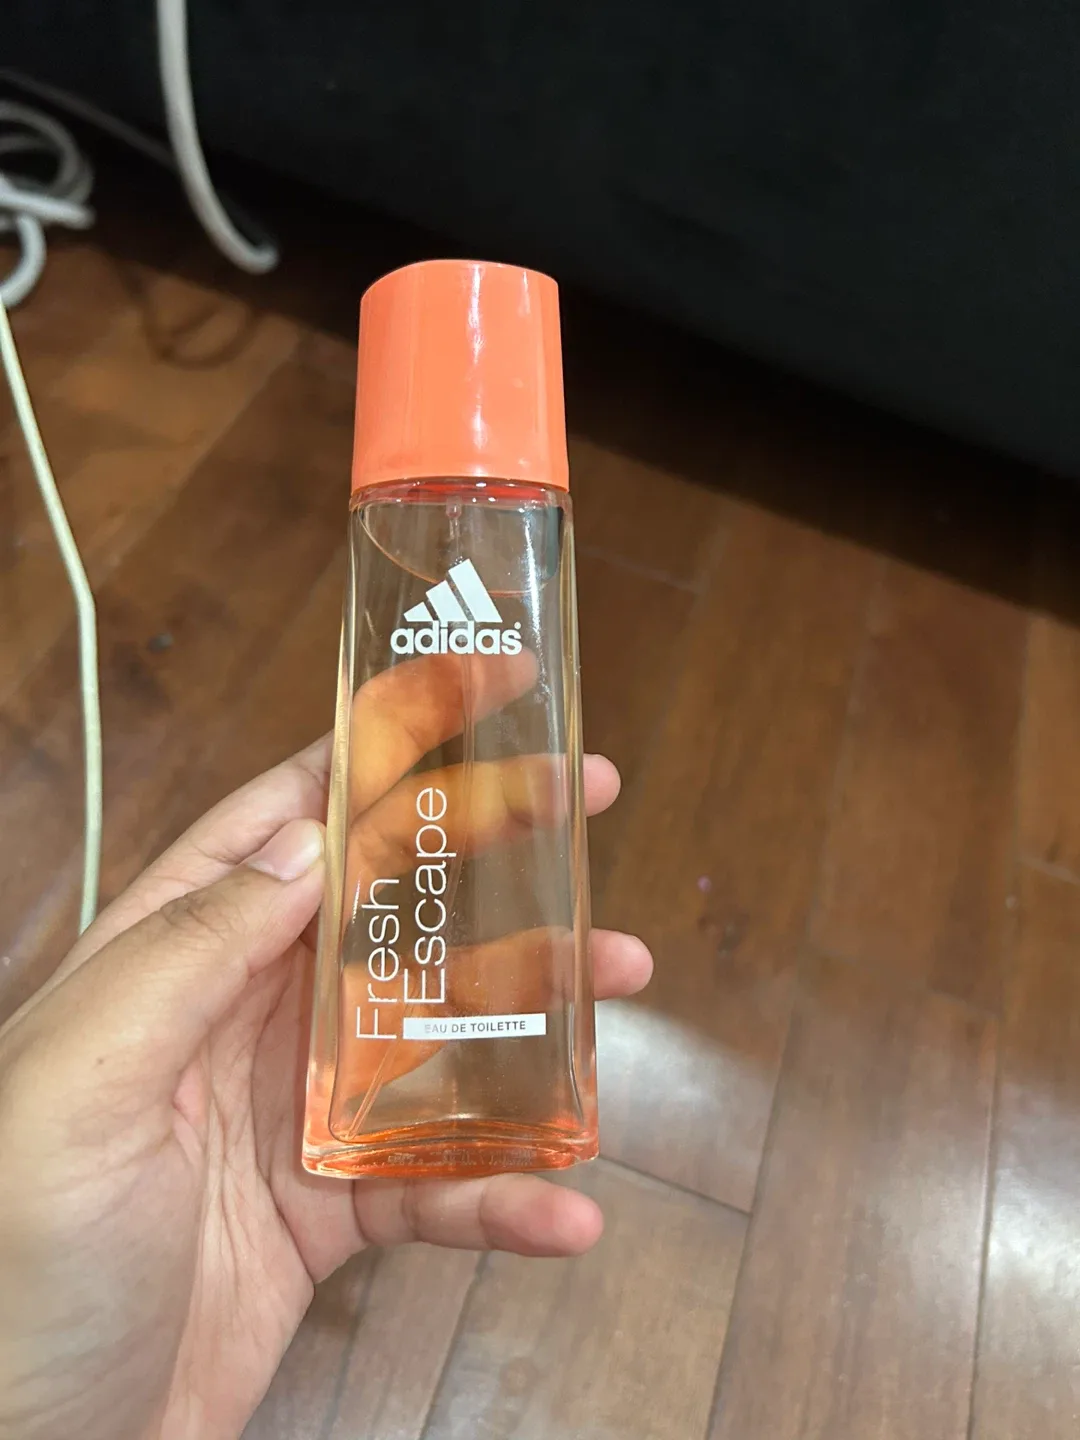 adidas
Fresh
Escape
EAU DE TOILETTE